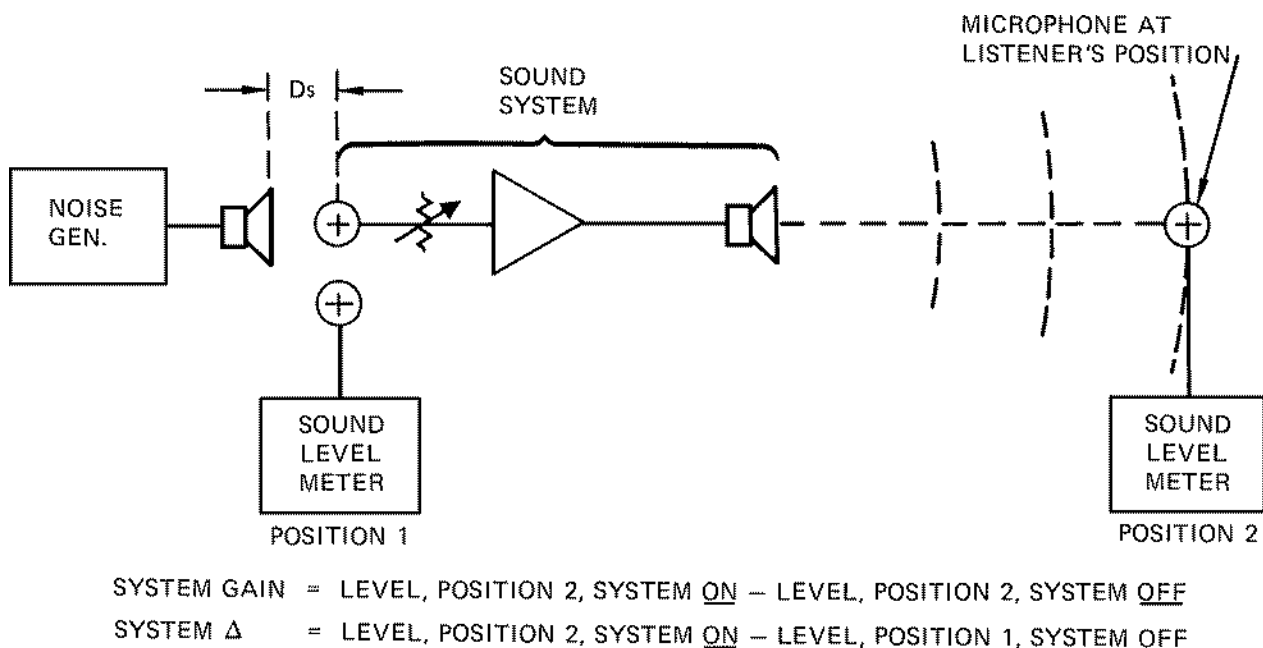 MICROPHONE AT
LISTENER'S POSITION
Ds
SOUND
SYSTEM
NOISE
GEN.
SOUND
LEVEL
METER
POSITION 1
SOUND
LEVEL
METER
POSITION 2
SYSTEM GAIN = LEVEL, POSITION 2, SYSTEM ON – LEVEL, POSITION 2, SYSTEM OFF
SYSTEM Δ = LEVEL, POSITION 2, SYSTEM ON – LEVEL, POSITION 1, SYSTEM OFF